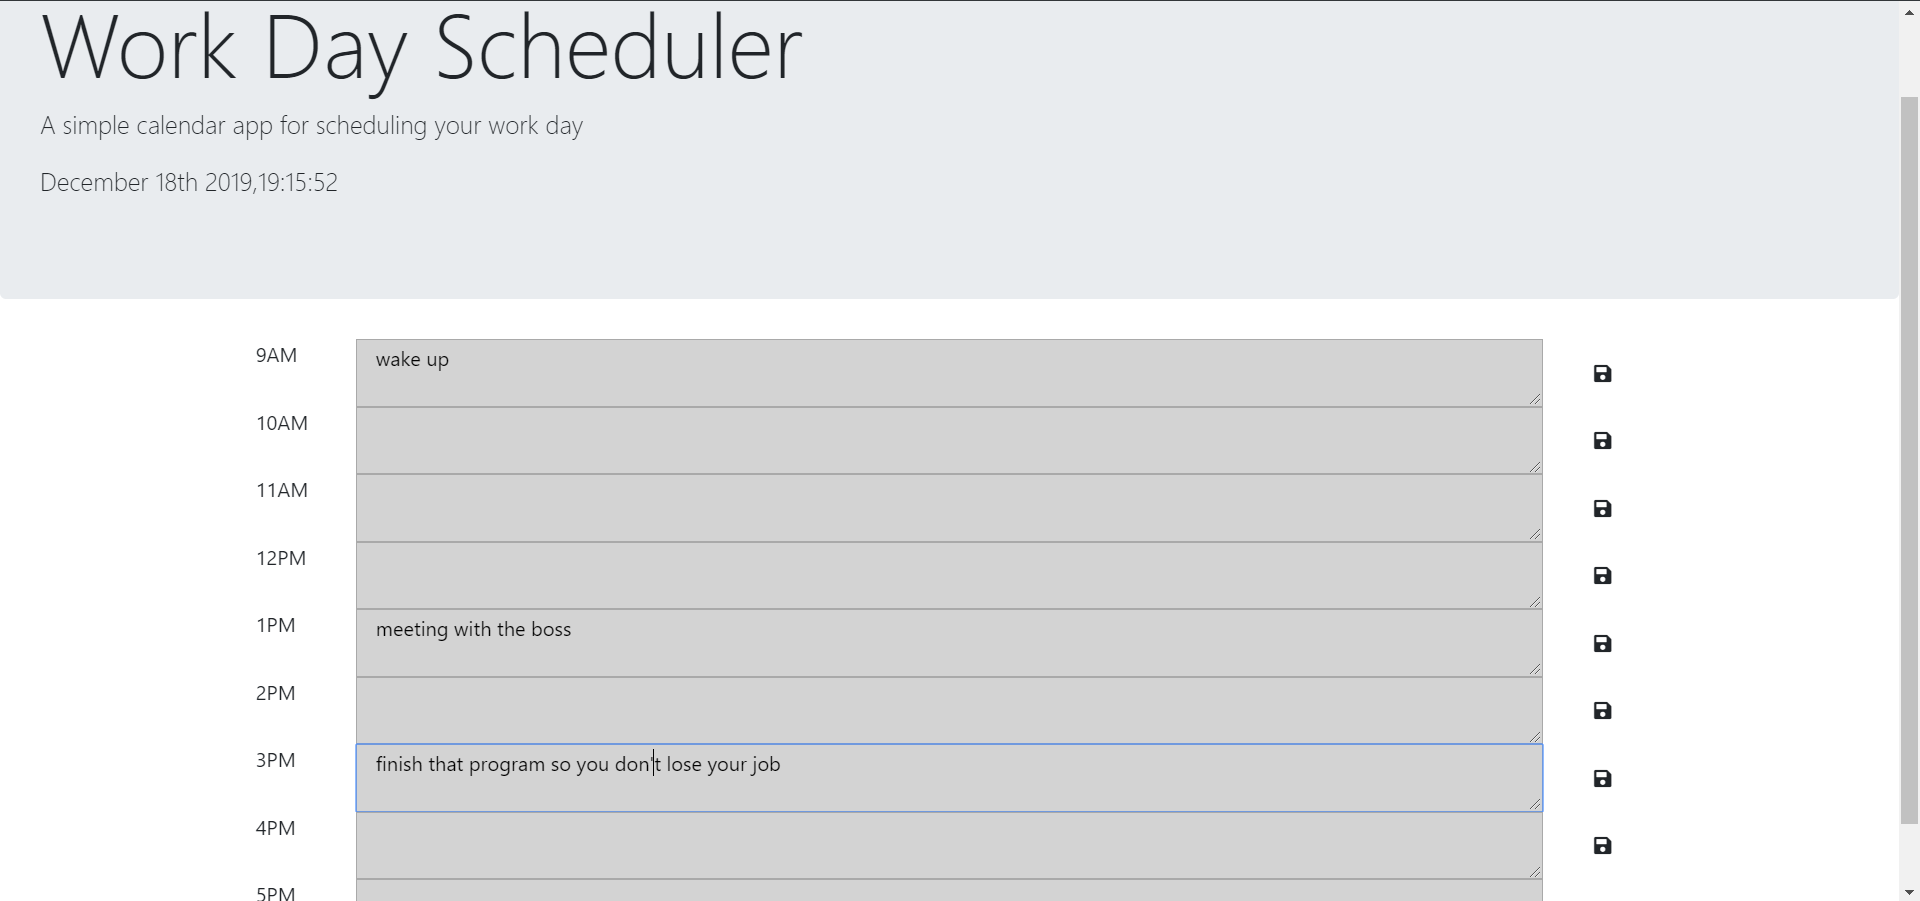 Work Day Scheduler
A simple calendar app for scheduling your work day
December 18th 2019,19:15:52
9AM wake up
10AM
11AM
12PM
1PM meeting with the boss
2PM
3PM finish that program so you don't lose your job
4PM
5PM